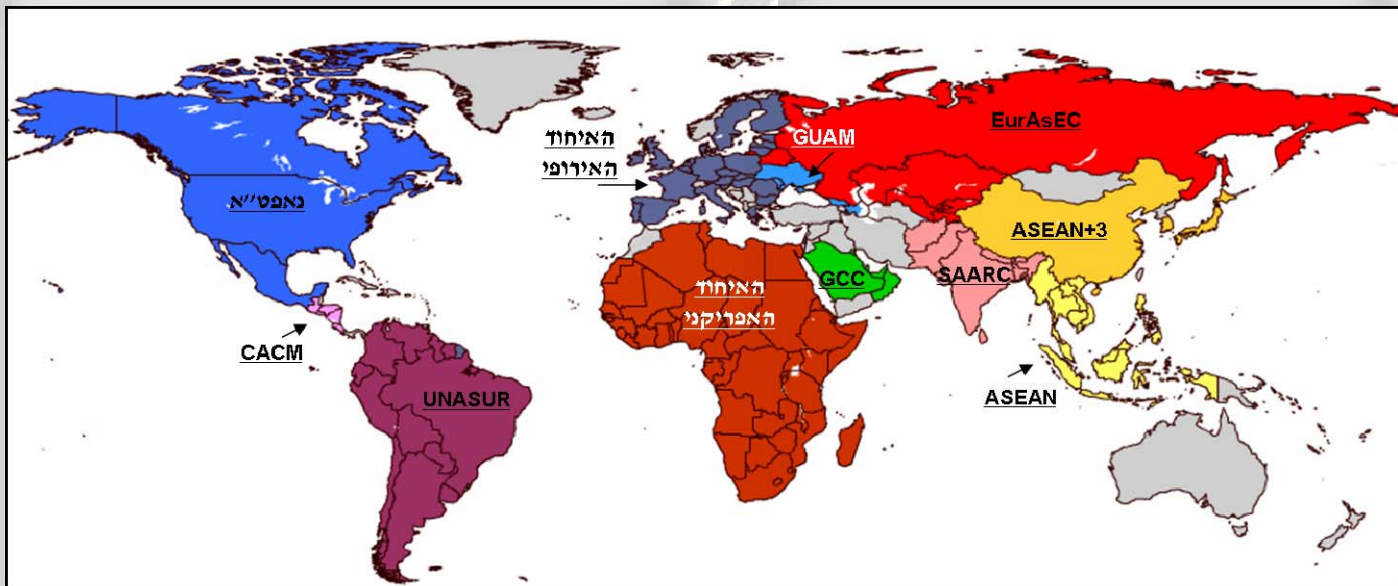 האיחוד
האירופי
GUAM
EurAsEC
נאפט״א
ASEAN+3
האיחוד
האפריקני
GCC
SAARC
CACM
UNASUR
ASEAN